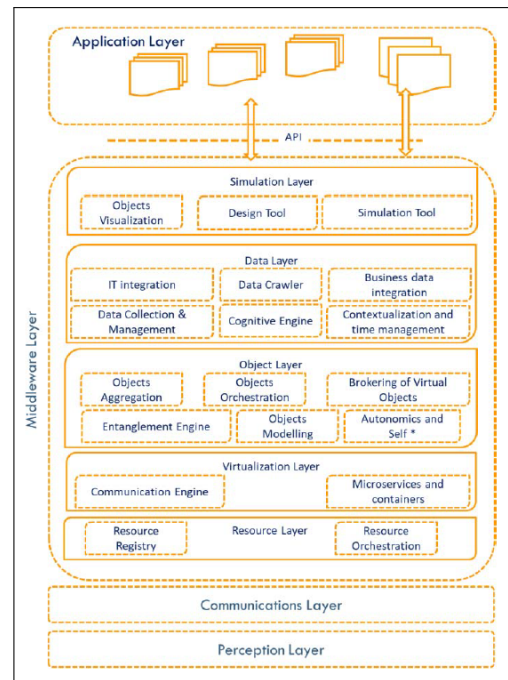 Application Layer
API
Middleware Layer
Simulation Layer
Objects
Visualization
Design Tool
Simulation Tool
Data Layer
IT integration
Data Crawler
Business data
integration
Data Collection &
Management
Cognitive Engine
Contextualization and
time management
Object Layer
Objects
Aggregation
Objects
Orchestration
Brokering of Virtual
Objects
Entanglement Engine
Objects
Modelling
Autonomics and
Self *
Virtualization Layer
Communication Engine
Microservices and
containers
Resource
Registry
Resource Layer
Resource
Orchestration
Communications Layer
Perception Layer